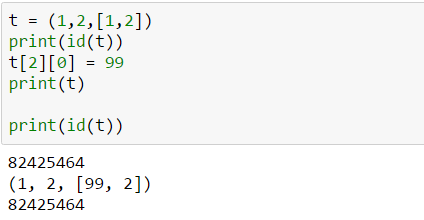 t = (1,2,[1,2])
print(id(t))
t[2][0] = 99
print(t)
print(id(t))
82425464
(1, 2, [99, 2])
82425464